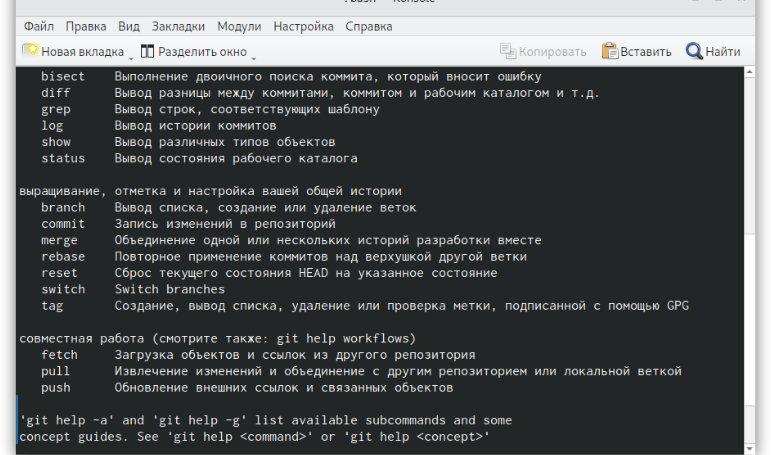 Файл Правка Вид Закладки Модули Настройка Справка
Новая вкладка Разделить окно Копировать Вставить Найти
bisect Выполнение двоичного поиска коммита, который вносит ошибку
diff Вывод разницы между коммитами, коммитом и рабочим каталогом и т.д.
grep Вывод строк, соответствующих шаблону
log Вывод истории коммитов
show Вывод различных типов объектов
status Вывод состояния рабочего каталога
выращивание, отметка и настройка вашей общей истории
branch Вывод списка, создание или удаление веток
commit Запись изменений в репозиторий
merge Объединение одной или нескольких историй разработки вместе
rebase Повторное применение коммитов над верхушкой другой ветки
reset Сброс текущего состояния HEAD на указанное состояние
switch Switch branches
tag Создание, вывод списка, удаление или проверка метки, подписанной с помощью GPG
совместная работа (смотрите также: git help workflows)
fetch Загрузка объектов и ссылок из другого репозитория
pull Извлечение изменений и объединение с другим репозиторием или локальной веткой
push Обновление внешних ссылок и связанных объектов
'git help -a' and 'git help -g' list available subcommands and some
concept guides. See 'git help <command>' or 'git help <concept>'